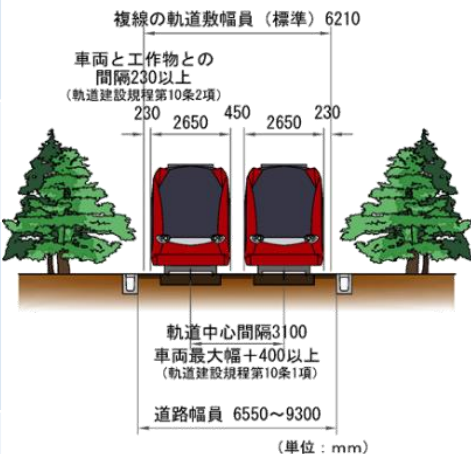 複線の軌道敷幅員（標準）6210
車両と工作物との
間隔230以上
（軌道建設規程第10条2項）
230 2650 450 2650 230
軌道中心間隔3100
車両最大幅＋400以上
（軌道建設規程第10条1項）
道路幅員 6550～9300
（単位：mm）